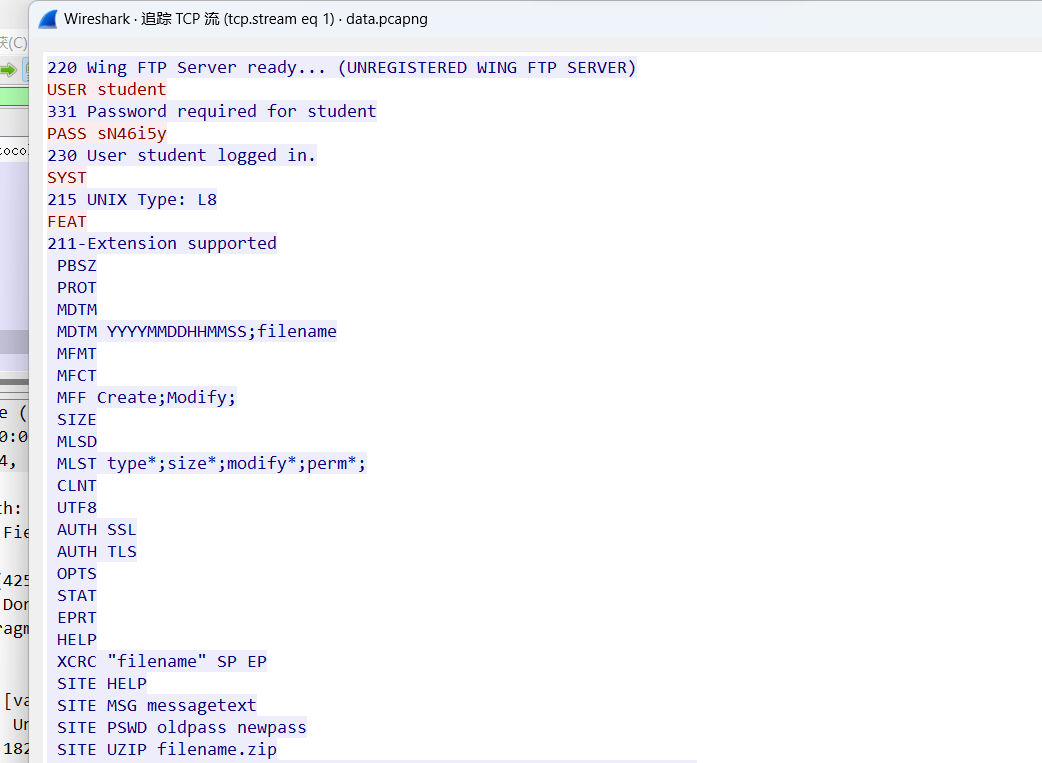 Wireshark · 追踪 TCP 流 (tcp.stream eq 1) · data.pcapng
获(C)
220 Wing FTP Server ready... (UNREGISTERED WING FTP SERVER)
USER student
331 Password required for student
PASS sN46i5y
230 User student logged in.
SYST
215 UNIX Type: L8
FEAT
211-Extension supported
PBSZ
PROT
MDTM
MDTM YYYYMMDDHHMMSS;filename
MFMT
MFCT
MFF Create;Modify;
SIZE
MLSD
MLST type*;size*;modify*;perm*;
CLNT
UTF8
AUTH SSL
AUTH TLS
OPTS
STAT
EPRT
HELP
XCRC "filename" SP EP
SITE HELP
SITE MSG messagetext
SITE PSWD oldpass newpass
SITE UZIP filename.zip